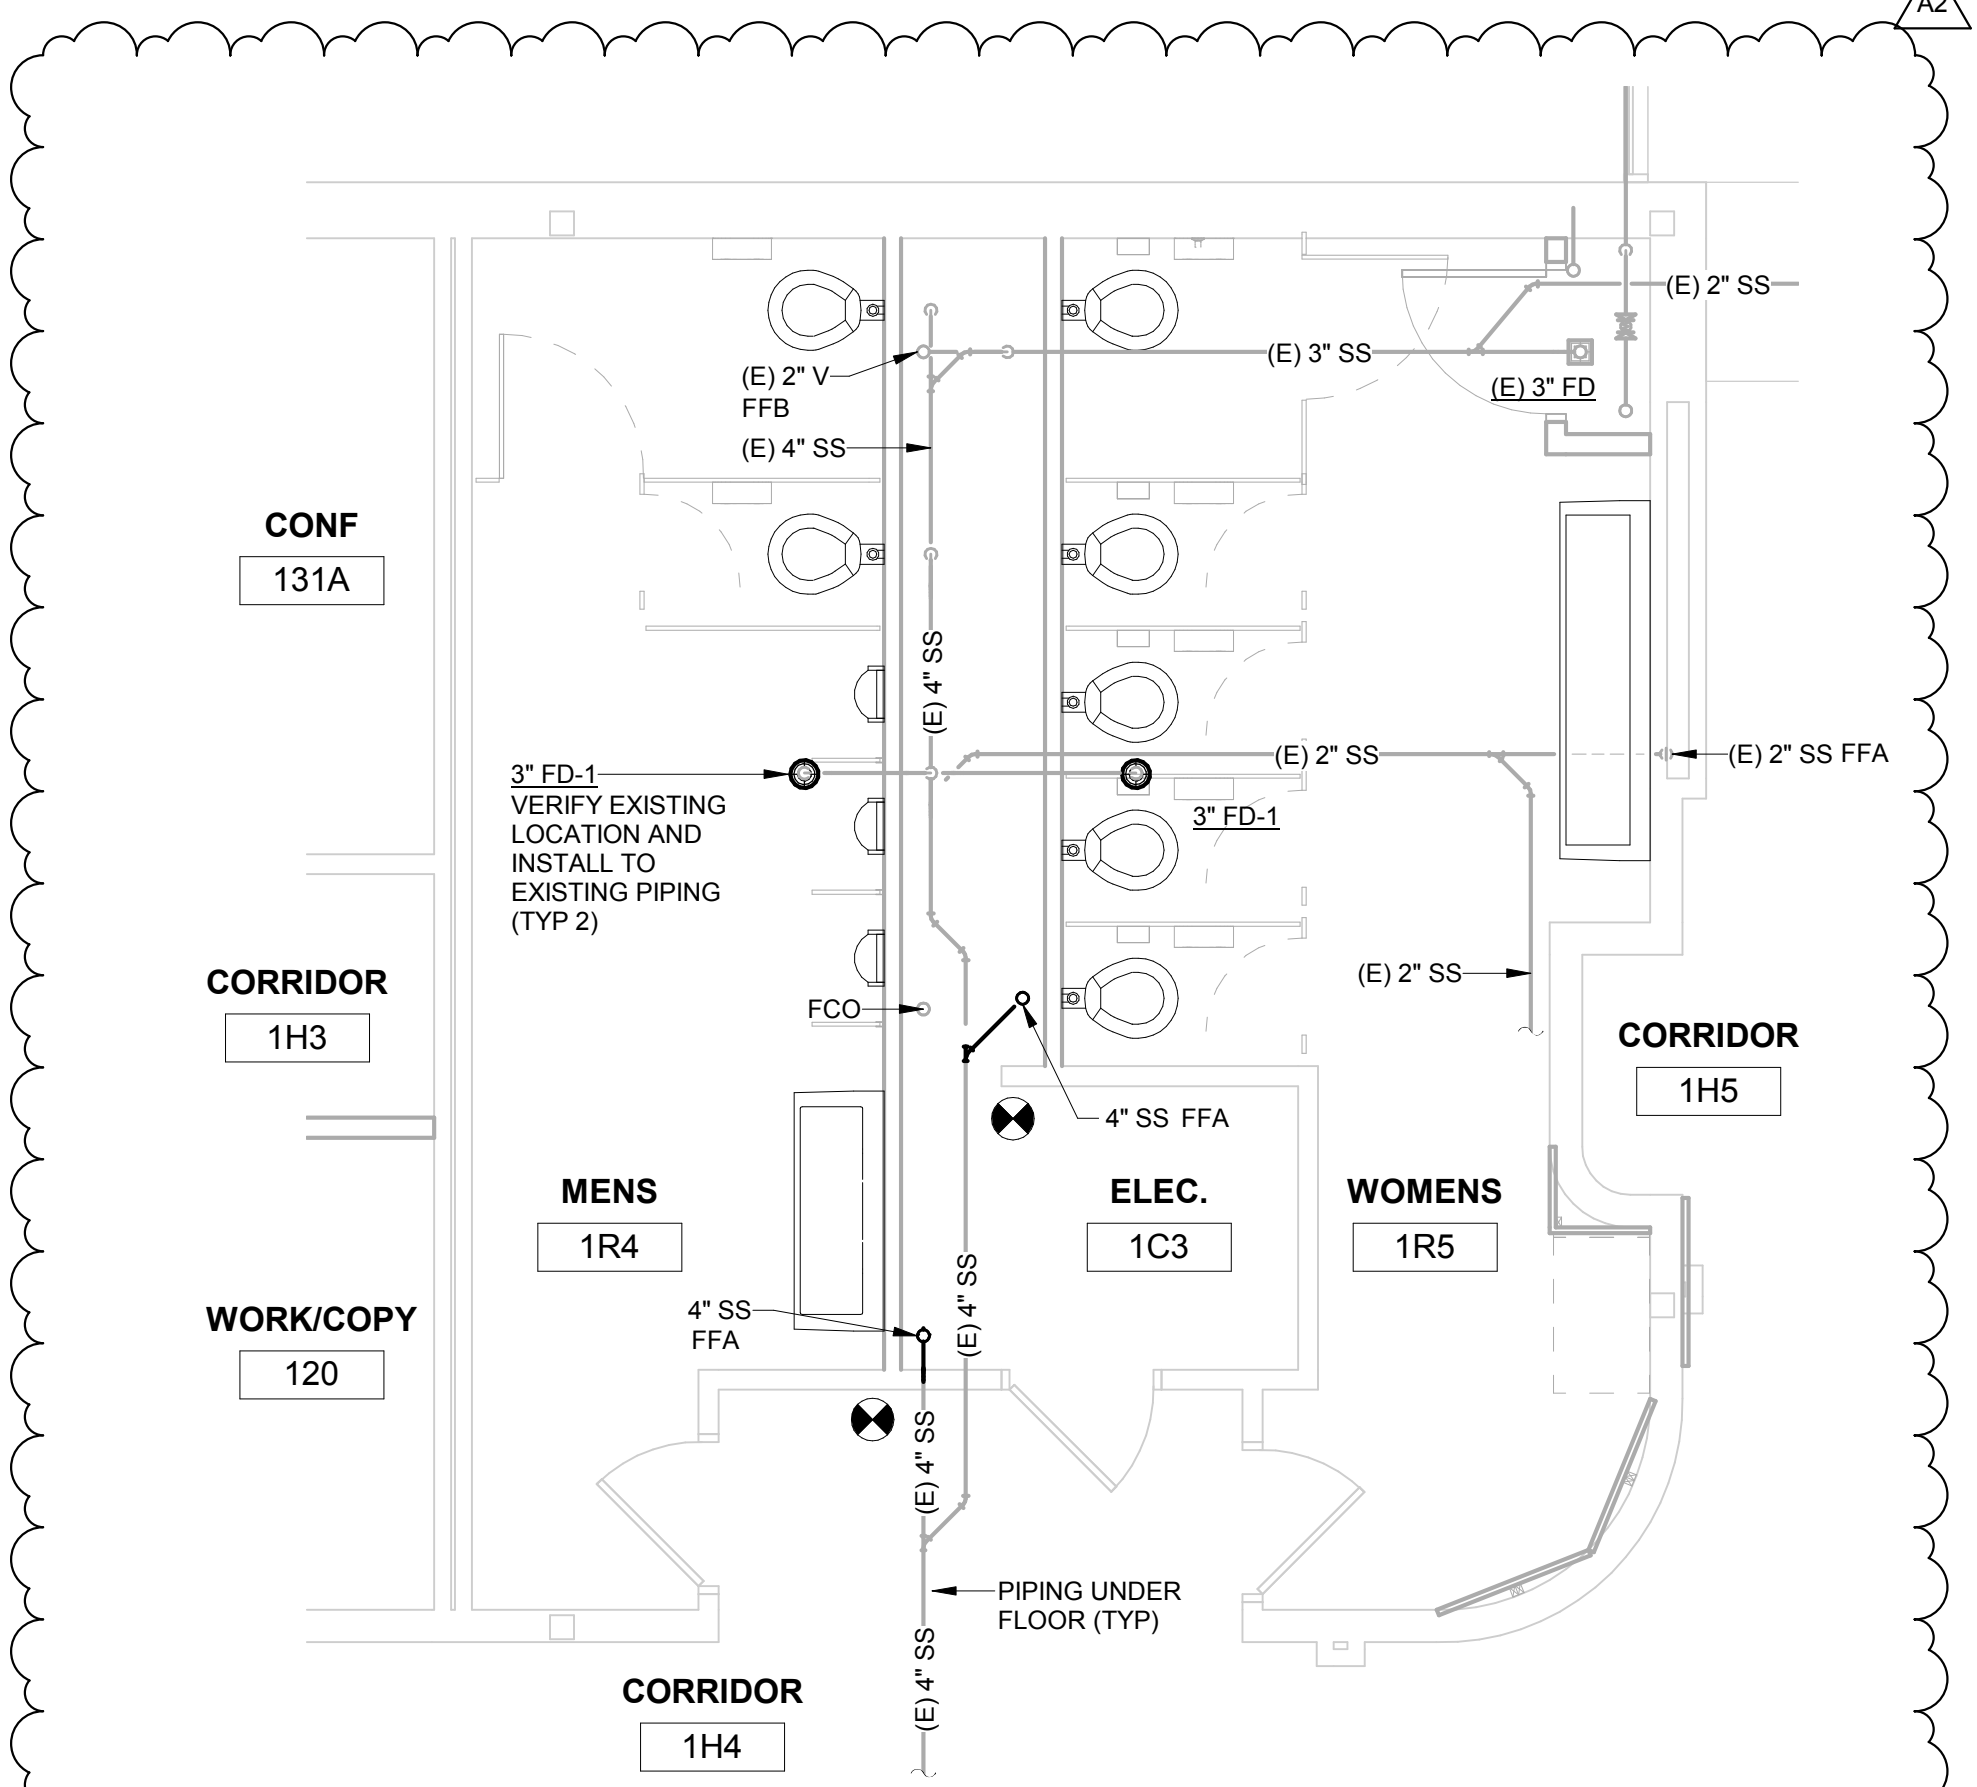 A2
(E) 2" SS
(E) 3" SS
(E) 2" V
FFB
(E) 3" FD
(E) 4" SS
CONF
131A
(E) 4" SS
(E) 2" SS
(E) 2" SS FFA
3" FD-1
VERIFY EXISTING
LOCATION AND
INSTALL TO
EXISTING PIPING
(TYP 2)
3" FD-1
CORRIDOR
1H3
FCO
(E) 2" SS
CORRIDOR
1H5
4" SS FFA
MENS
1R4
ELEC.
1C3
WOMENS
1R5
WORK/COPY
120
4" SS
FFA
(E) 4" SS
(E) 4" SS
PIPING UNDER
FLOOR (TYP)
(E) 4" SS
CORRIDOR
1H4